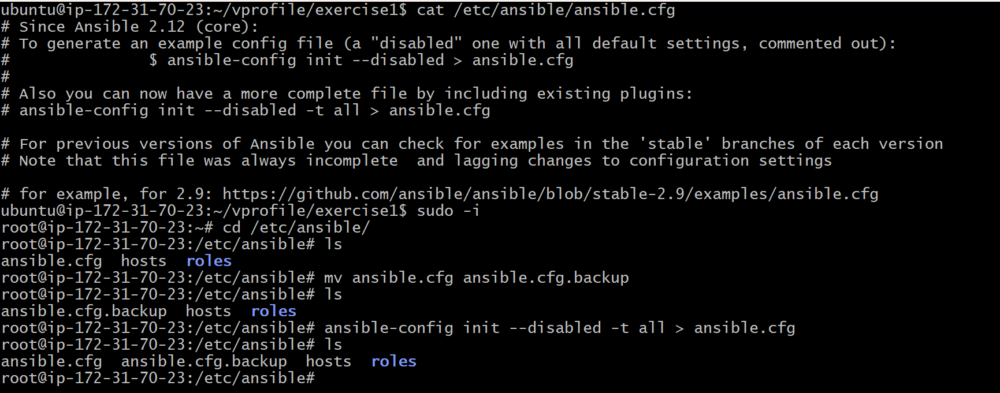 ubuntu@ip-172-31-70-23:~/vprofile/exercise1$ cat /etc/ansible/ansible.cfg
# Since Ansible 2.12 (core):
# To generate an example config file (a "disabled" one with all default settings, commented out):
#               $ ansible-config init --disabled > ansible.cfg
#
# Also you can now have a more complete file by including existing plugins:
# ansible-config init --disabled -t all > ansible.cfg

# For previous versions of Ansible you can check for examples in the 'stable' branches of each version
# Note that this file was always incomplete  and lagging changes to configuration settings

# for example, for 2.9: https://github.com/ansible/ansible/blob/stable-2.9/examples/ansible.cfg
ubuntu@ip-172-31-70-23:~/vprofile/exercise1$ sudo -i
root@ip-172-31-70-23:~# cd /etc/ansible/
root@ip-172-31-70-23:/etc/ansible# ls
ansible.cfg  hosts  roles
root@ip-172-31-70-23:/etc/ansible# mv ansible.cfg ansible.cfg.backup
root@ip-172-31-70-23:/etc/ansible# ls
ansible.cfg.backup  hosts  roles
root@ip-172-31-70-23:/etc/ansible# ansible-config init --disabled -t all > ansible.cfg
root@ip-172-31-70-23:/etc/ansible# ls
ansible.cfg  ansible.cfg.backup  hosts  roles
root@ip-172-31-70-23:/etc/ansible#